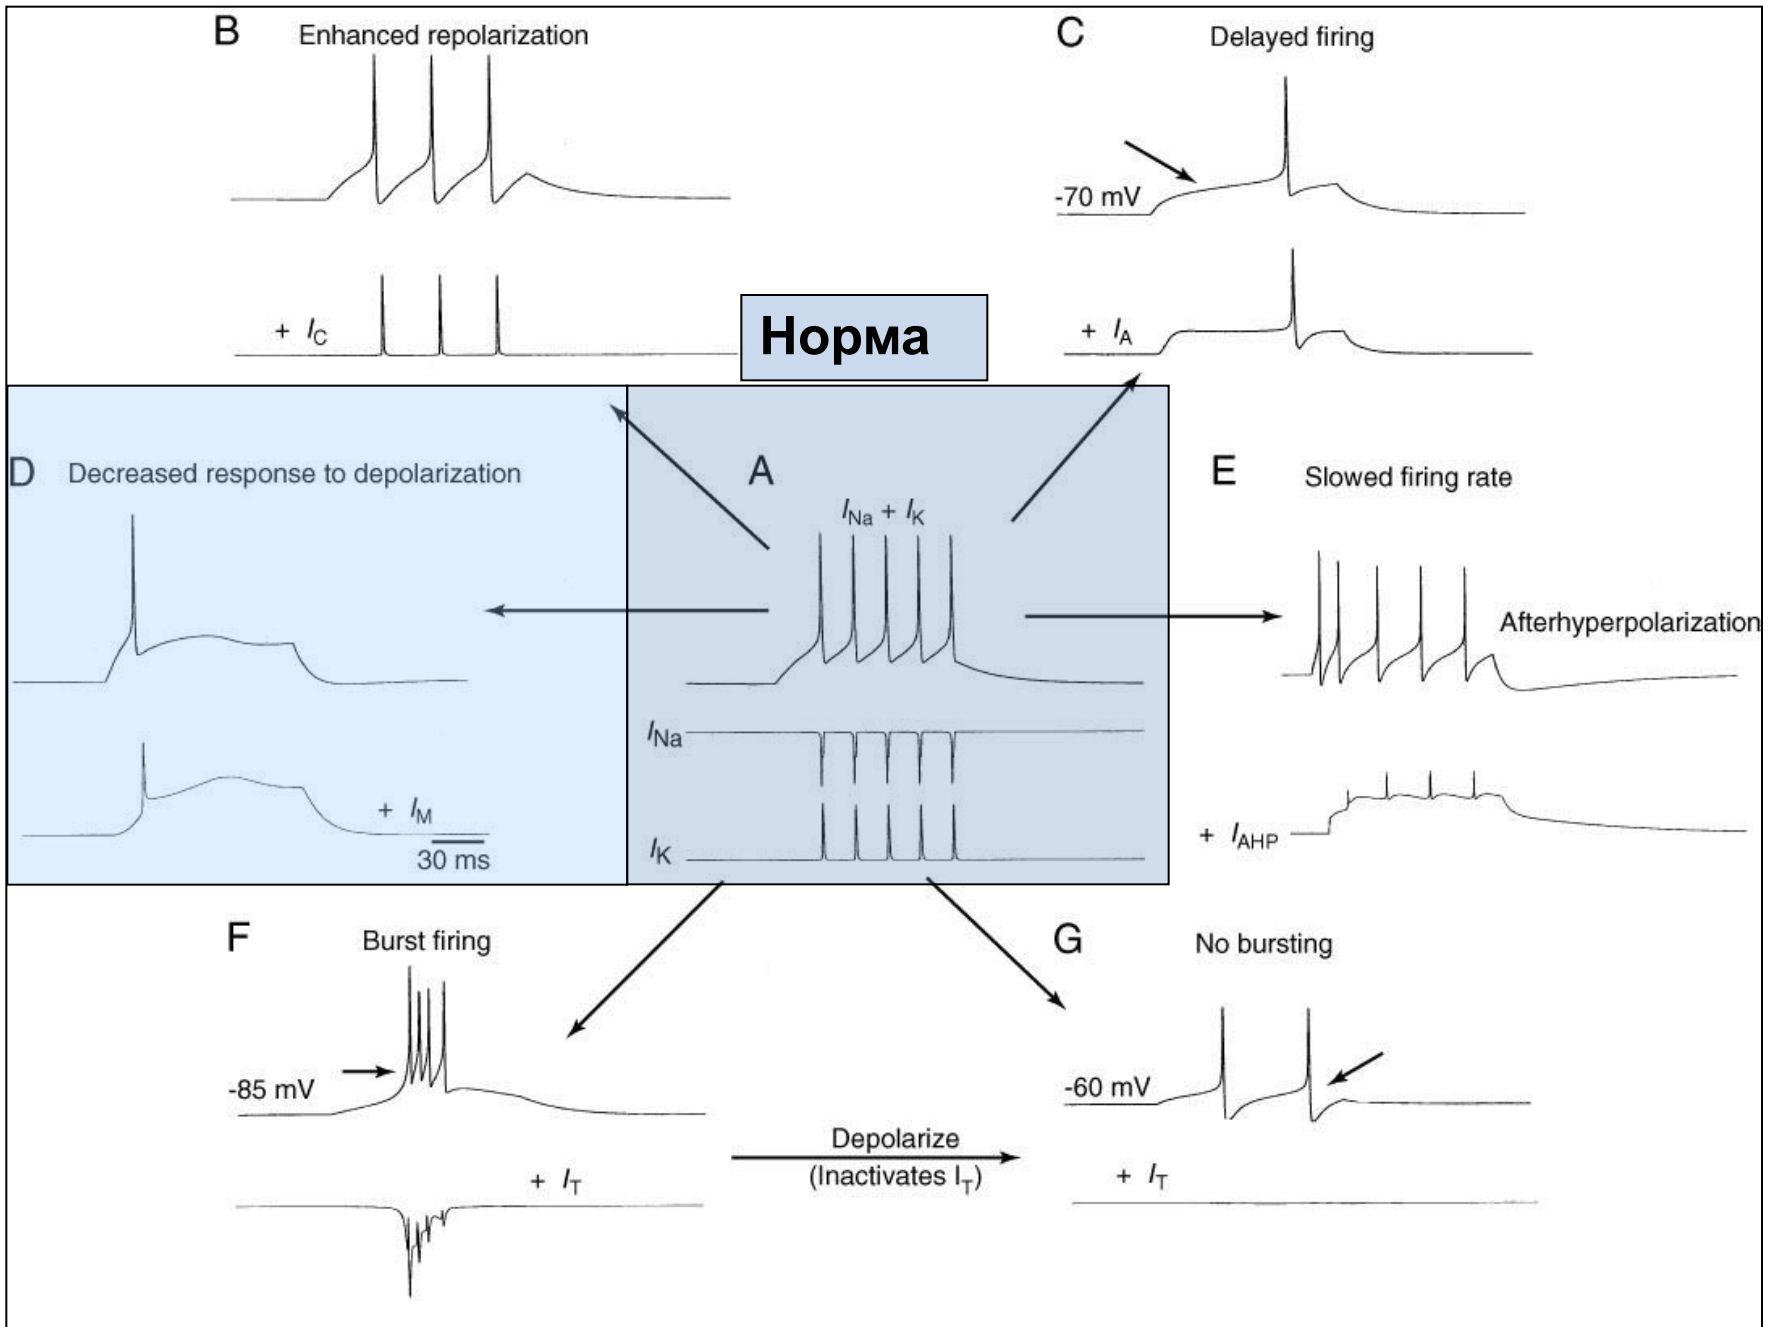 B Enhanced repolarization
C Delayed firing
-70 mV
+ IC
Норма
+ IA
D Decreased response to depolarization
A
INa + IK
E Slowed firing rate
Afterhyperpolarization
INa
+ IM
30 ms
IK
+ IAHP
F Burst firing
G No bursting
-85 mV
-60 mV
Depolarize
(Inactivates IT)
+ IT
+ IT